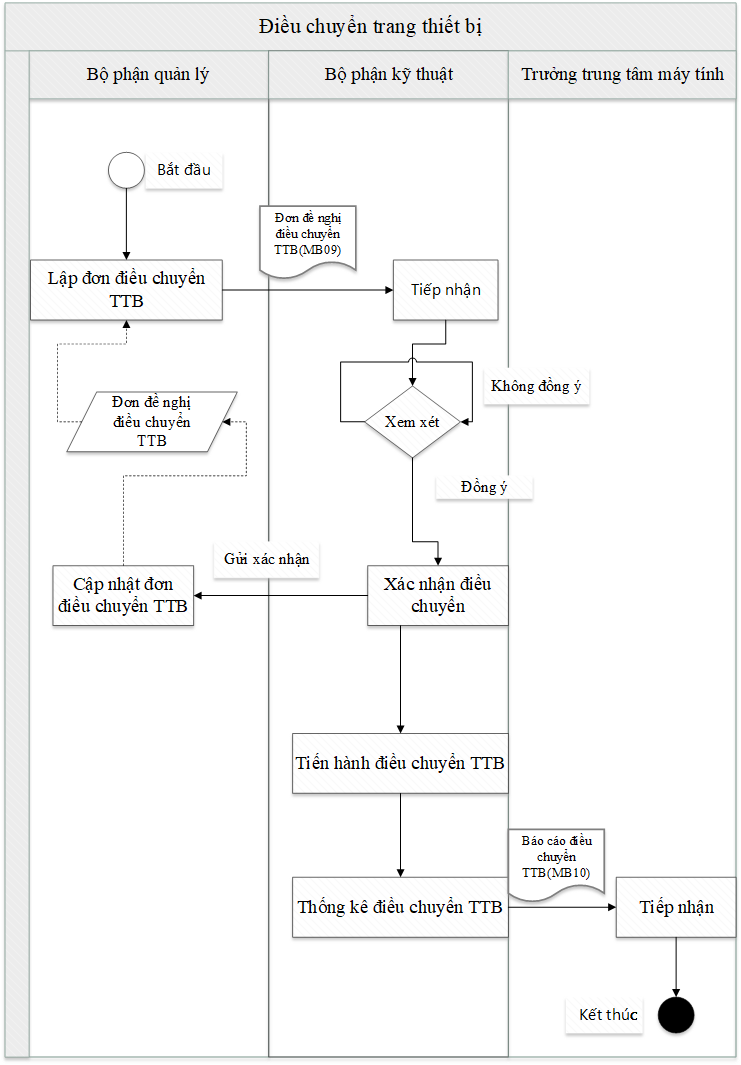 Điều chuyển trang thiết bị
Bộ phận quản lý
Bộ phận kỹ thuật
Trưởng trung tâm máy tính
Bắt đầu
Đơn đề nghị
điều chuyển
TTB(MB09)
Lập đơn điều chuyển
TTB
Tiếp nhận
Không đồng ý
Đơn đề nghị
điều chuyển
TTB
Xem xét
Đồng ý
Gửi xác nhận
Cập nhật đơn
điều chuyển TTB
Xác nhận điều
chuyển
Tiến hành điều chuyển TTB
Báo cáo điều
chuyển
TTB(MB10)
Thống kê điều chuyển TTB
Tiếp nhận
Kết thúc